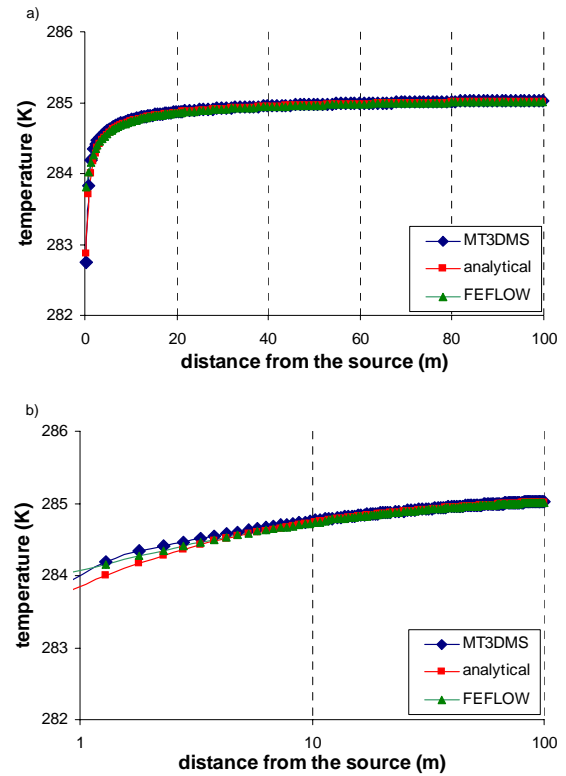 a)
286
285
284
283
282
temperature (K)
MT3DMS
analytical
FEFLOW
0
20
40
60
80
100
distance from the source (m)
b)
286
285
284
283
282
temperature (K)
MT3DMS
analytical
FEFLOW
1
10
100
distance from the source (m)